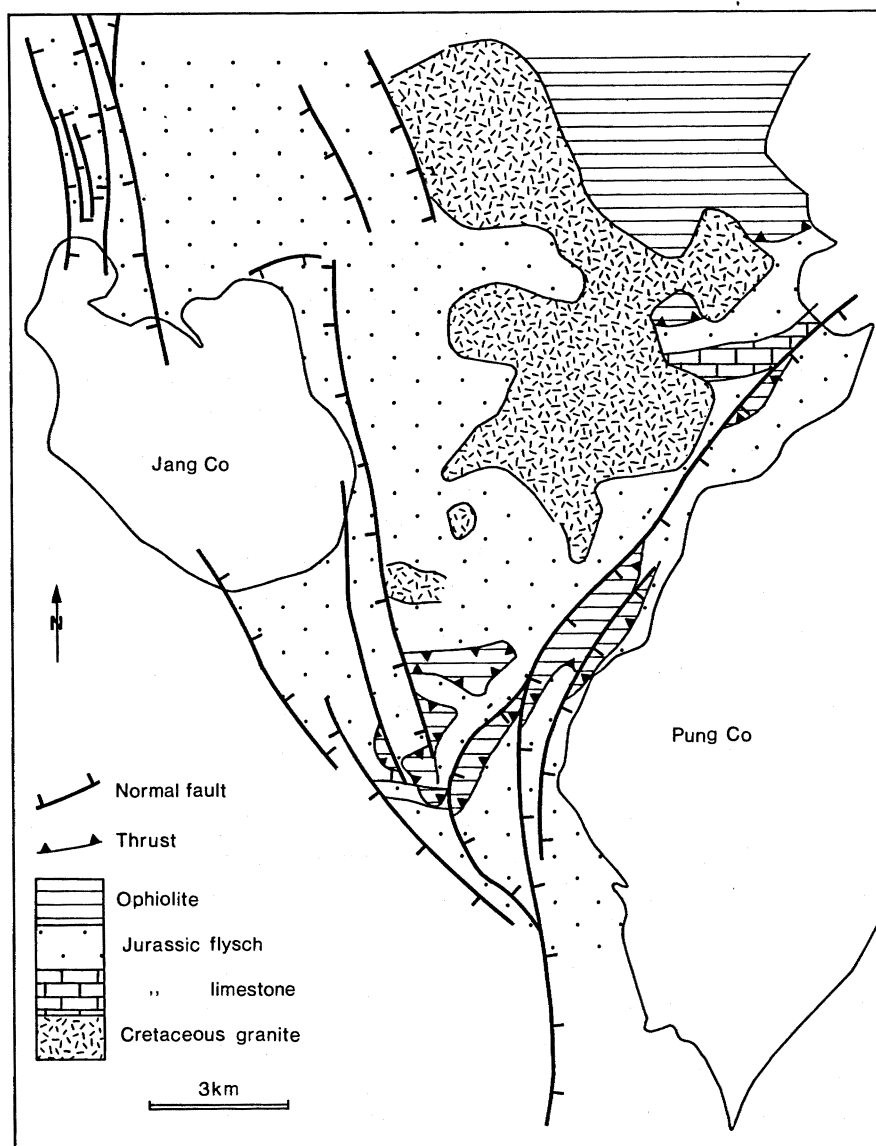 Jang Co
N
Pung Co
Normal fault
Thrust
Ophiolite
Jurassic flysch
,, limestone
Cretaceous granite
3km